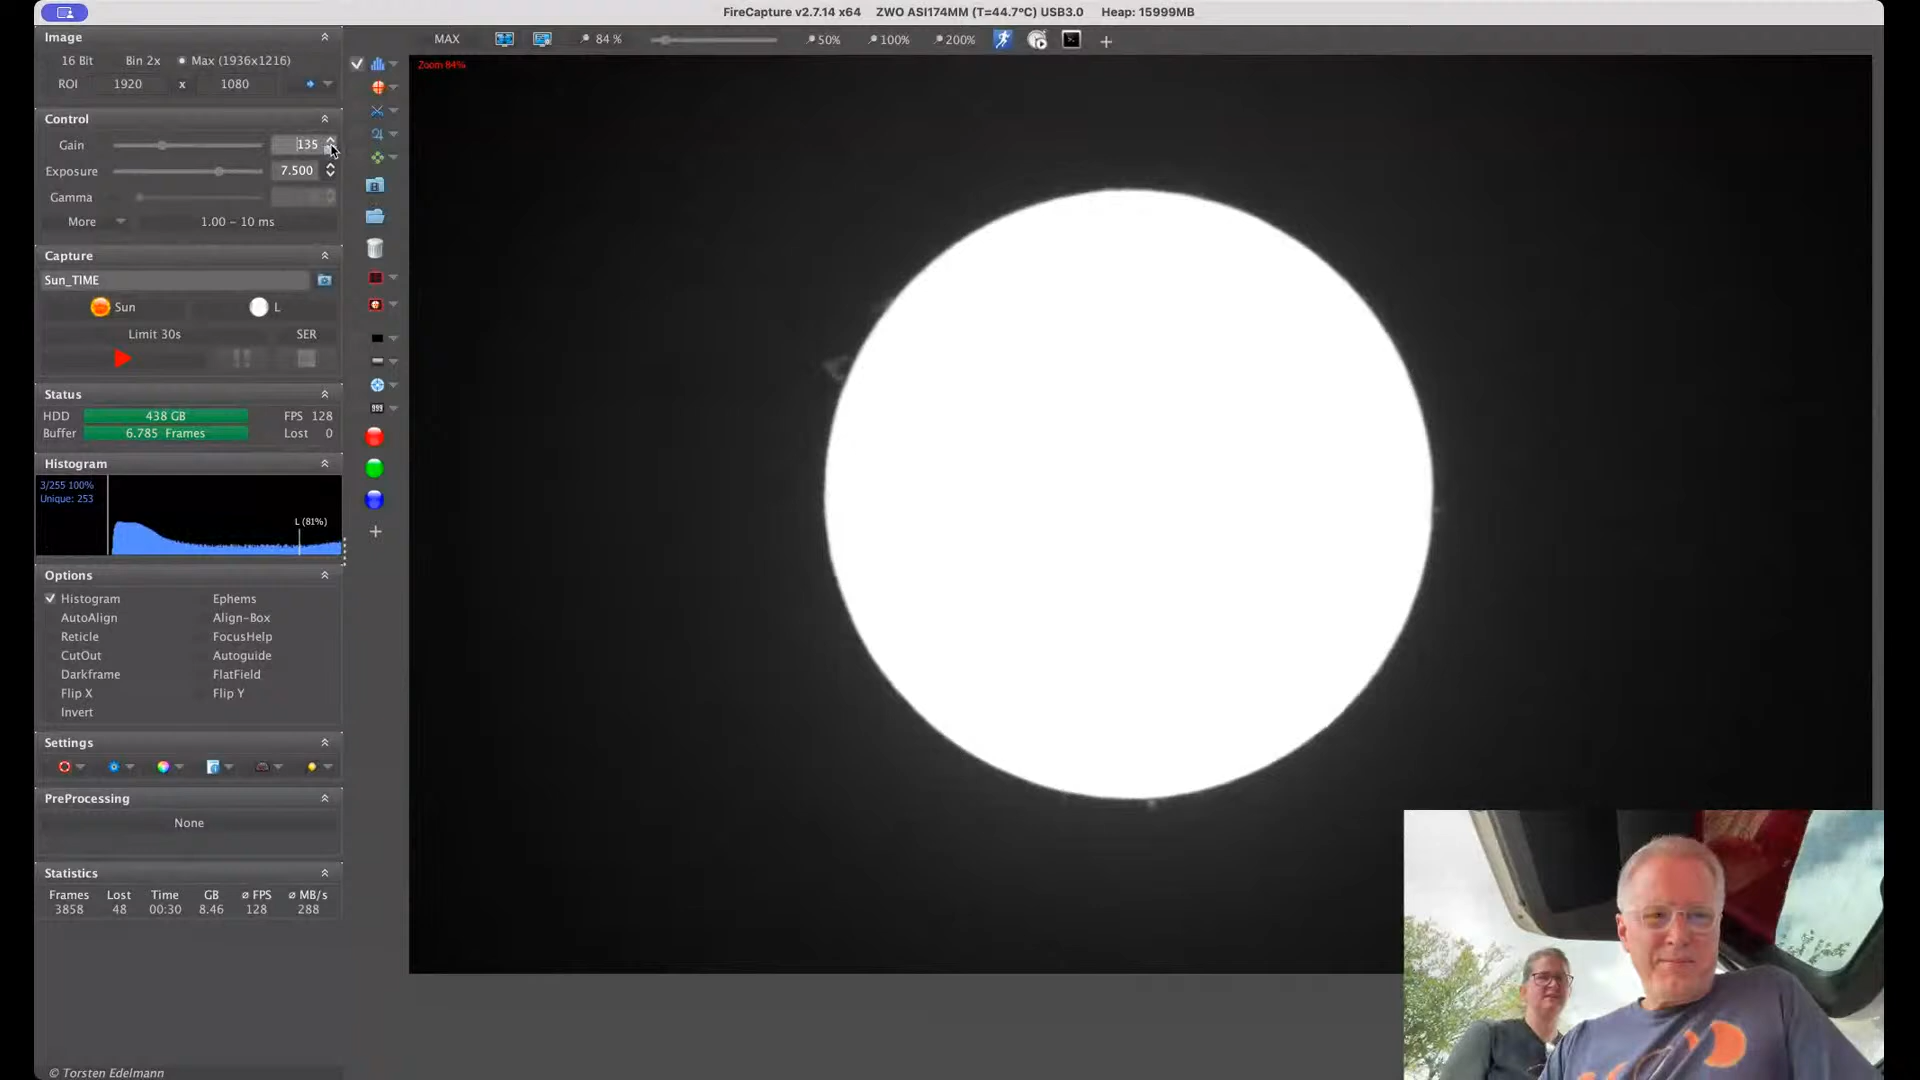 FireCapture v2.7.14 x64 ZWO ASI174MM (T=44.7°C) USB3.0 Heap: 15999MB
Image
16 Bit Bin 2x Max (1936x1216)
ROI 1920 x 1080
MAX 84 % 50% 100% 200%
Zoom 84%
Control
Gain 135
Exposure 7.500
Gamma
More 1.00 - 10 ms
Capture
Sun_TIME
Sun L
Limit 30s SER
Status
HDD 438 GB FPS 128
Buffer 6.785 Frames Lost 0
Histogram
3/255 100%
Unique: 253
L (81%)
Options
Histogram Ephems
AutoAlign Align-Box
Reticle FocusHelp
CutOut Autoguide
Darkframe FlatField
Flip X Flip Y
Invert
Settings
PreProcessing
None
Statistics
Frames Lost Time GB ø FPS ø MB/s
3858 48 00:30 8.46 128 288
© Torsten Edelmann